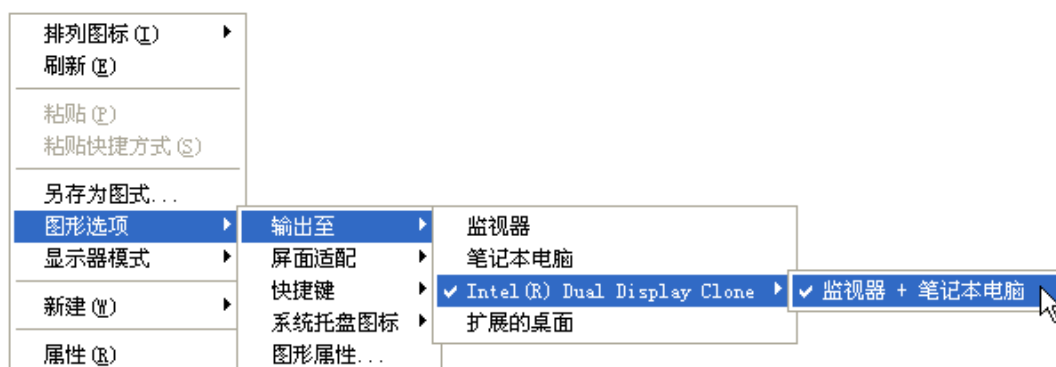 排列图标(I)
刷新(E)
粘贴(P)
粘贴快捷方式(S)
另存为图式...
图形选项
显示器模式
新建(W)
属性(R)
输出至
屏面适配
快捷键
系统托盘图标
图形属性...
监视器
笔记本电脑
Intel(R) Dual Display Clone
扩展的桌面
监视器 + 笔记本电脑